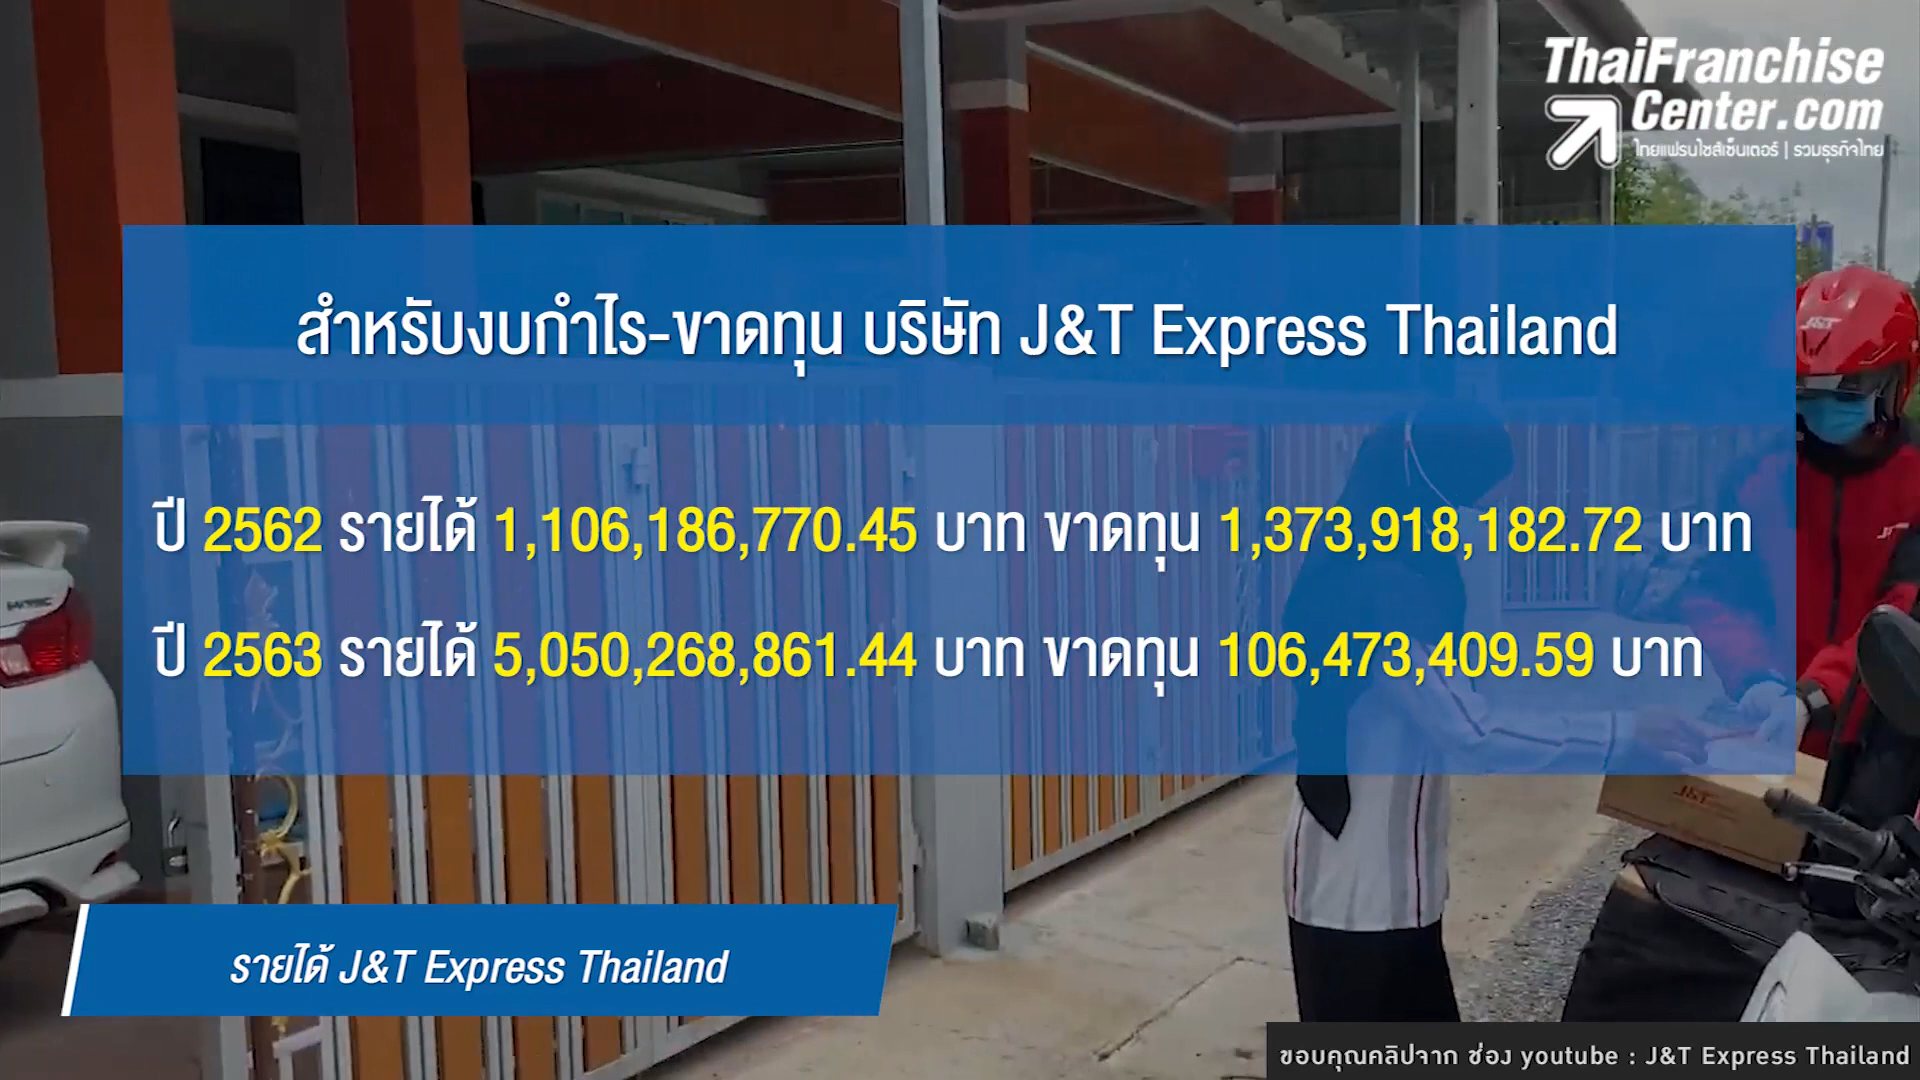 ThaiFranchise
Center.com
ไทยแฟรนไชส์เซ็นเตอร์ | รวมธุรกิจไทย
สำหรับงบกำไร-ขาดทุน บริษัท J&T Express Thailand
ปี 2562 รายได้ 1,106,186,770.45 บาท ขาดทุน 1,373,918,182.72 บาท
ปี 2563 รายได้ 5,050,268,861.44 บาท ขาดทุน 106,473,409.59 บาท
J&T
J&T
รายได้ J&T Express Thailand
ขอบคุณคลิปจาก ช่อง youtube : J&T Express Thailand